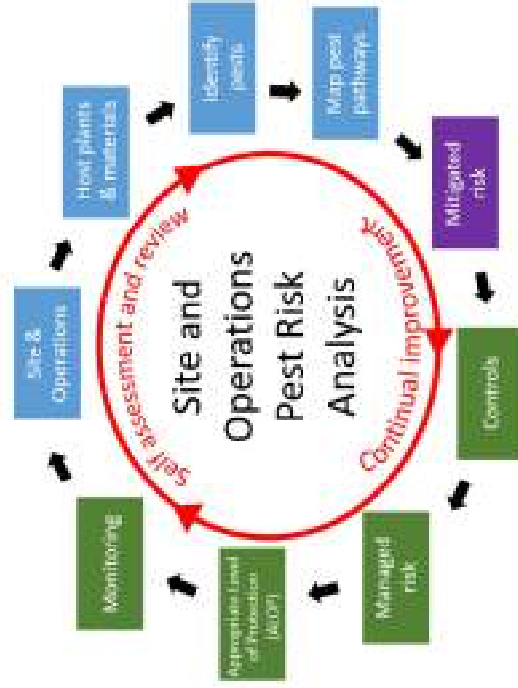 Site &
Operations
Host plants
& materials
Identify
pests
Map pest
pathways
Mitigated
risk
Controls
Managed
risk
Appropriate Level
of Protection
(ALOP)
Monitoring
Self assessment and review
Site and
Operations
Pest Risk
Analysis
Continual improvement